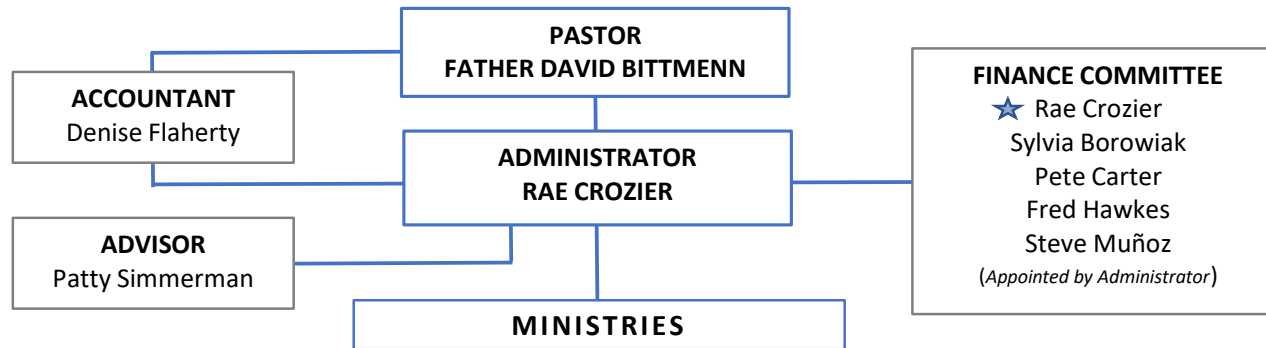 PASTOR
FATHER DAVID BITTMENN
ACCOUNTANT
Denise Flaherty
ADMINISTRATOR
RAE CROZIER
ADVISOR
Patty Simmerman
MINISTRIES
FINANCE COMMITTEE
Rae Crozier
Sylvia Borowiak
Pete Carter
Fred Hawkes
Steve Muñoz
(Appointed by Administrator)